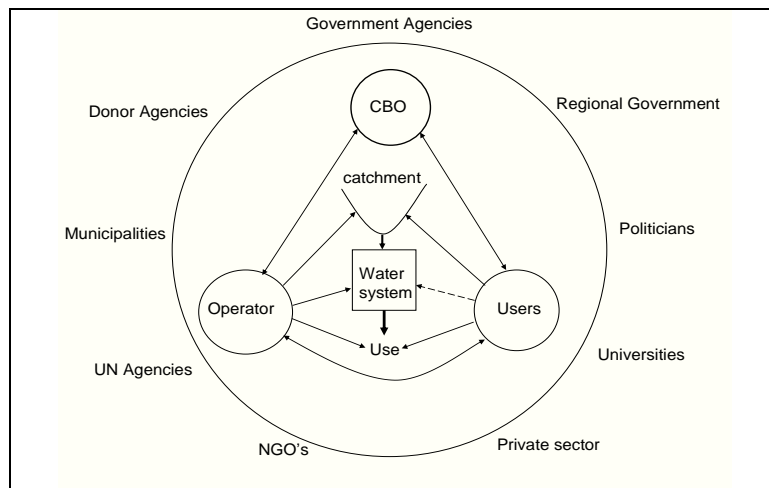 Government Agencies
Donor Agencies
Regional Government
CBO
catchment
Municipalities
Politicians
Water
system
Operator
Users
Use
UN Agencies
Universities
NGO's
Private sector